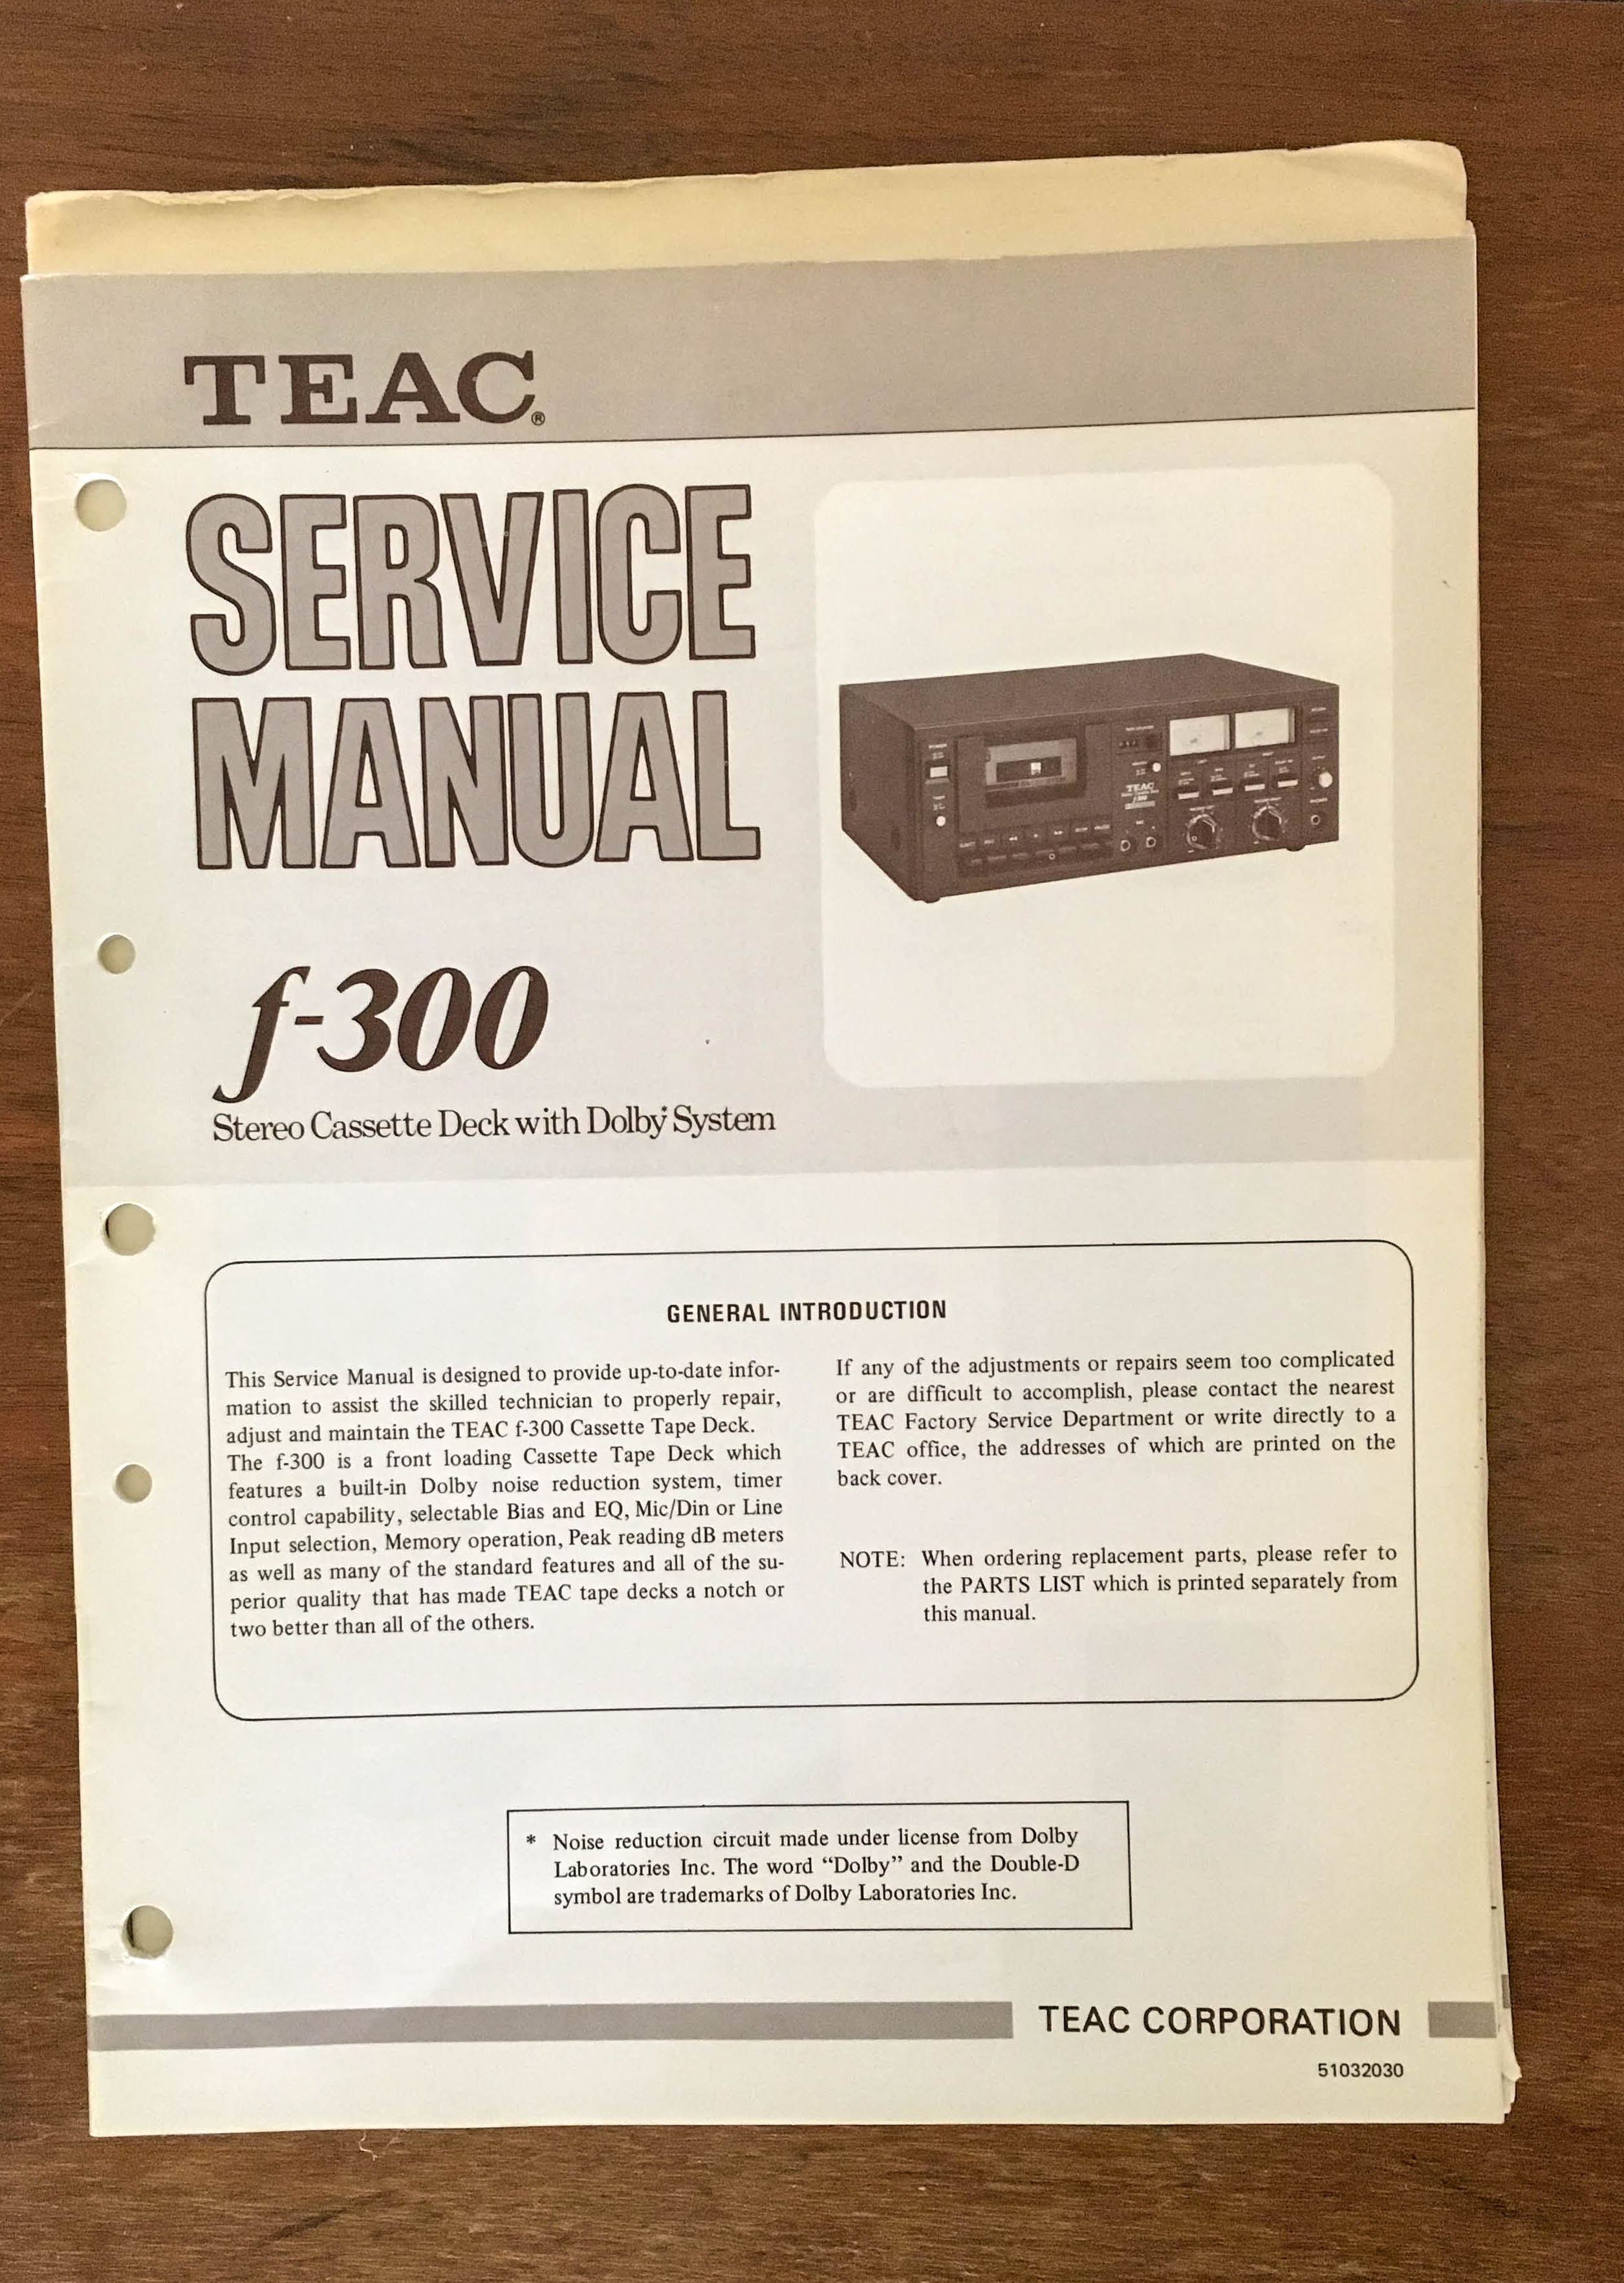 TEAC®
SERVICE
MANUAL
f-300
Stereo Cassette Deck with Dolby* System
TEAC
GENERAL INTRODUCTION
This Service Manual is designed to provide up-to-date infor-
mation to assist the skilled technician to properly repair,
adjust and maintain the TEAC f-300 Cassette Tape Deck.
The f-300 is a front loading Cassette Tape Deck which
features a built-in Dolby noise reduction system, timer
control capability, selectable Bias and EQ, Mic/Din or Line
Input selection, Memory operation, Peak reading dB meters
as well as many of the standard features and all of the su-
perior quality that has made TEAC tape decks a notch or
two better than all of the others.
If any of the adjustments or repairs seem too complicated
or are difficult to accomplish, please contact the nearest
TEAC Factory Service Department or write directly to a
TEAC office, the addresses of which are printed on the
back cover.
NOTE: When ordering replacement parts, please refer to
the PARTS LIST which is printed separately from
this manual.
* Noise reduction circuit made under license from Dolby
Laboratories Inc. The word “Dolby” and the Double-D
symbol are trademarks of Dolby Laboratories Inc.
TEAC CORPORATION
51032030